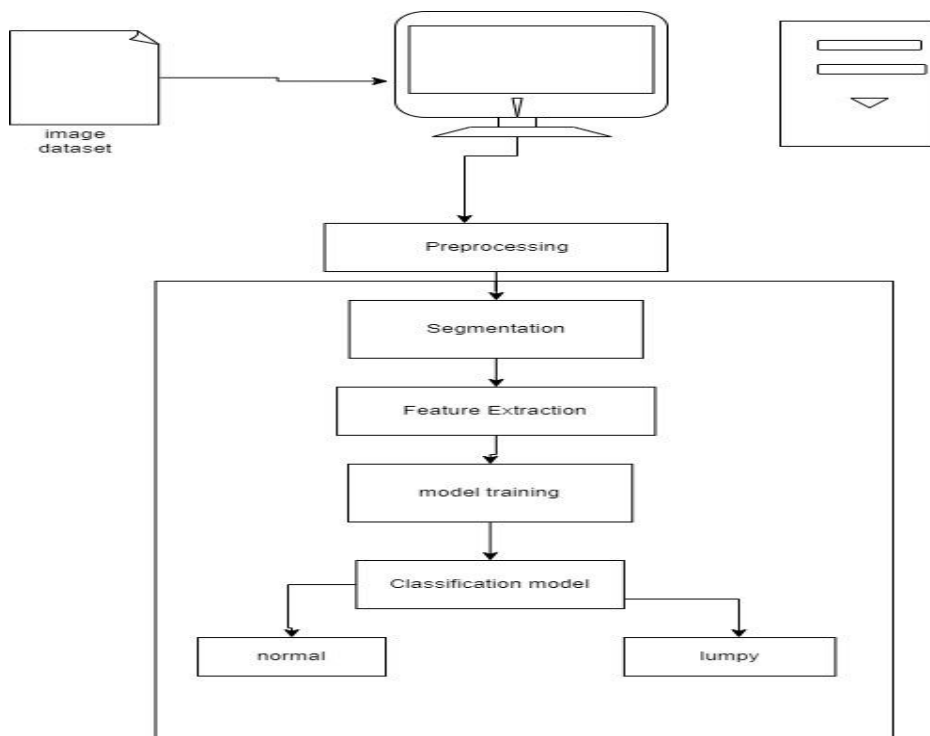 image
dataset
Preprocessing
Segmentation
Feature Extraction
model training
Classification model
normal
lumpy